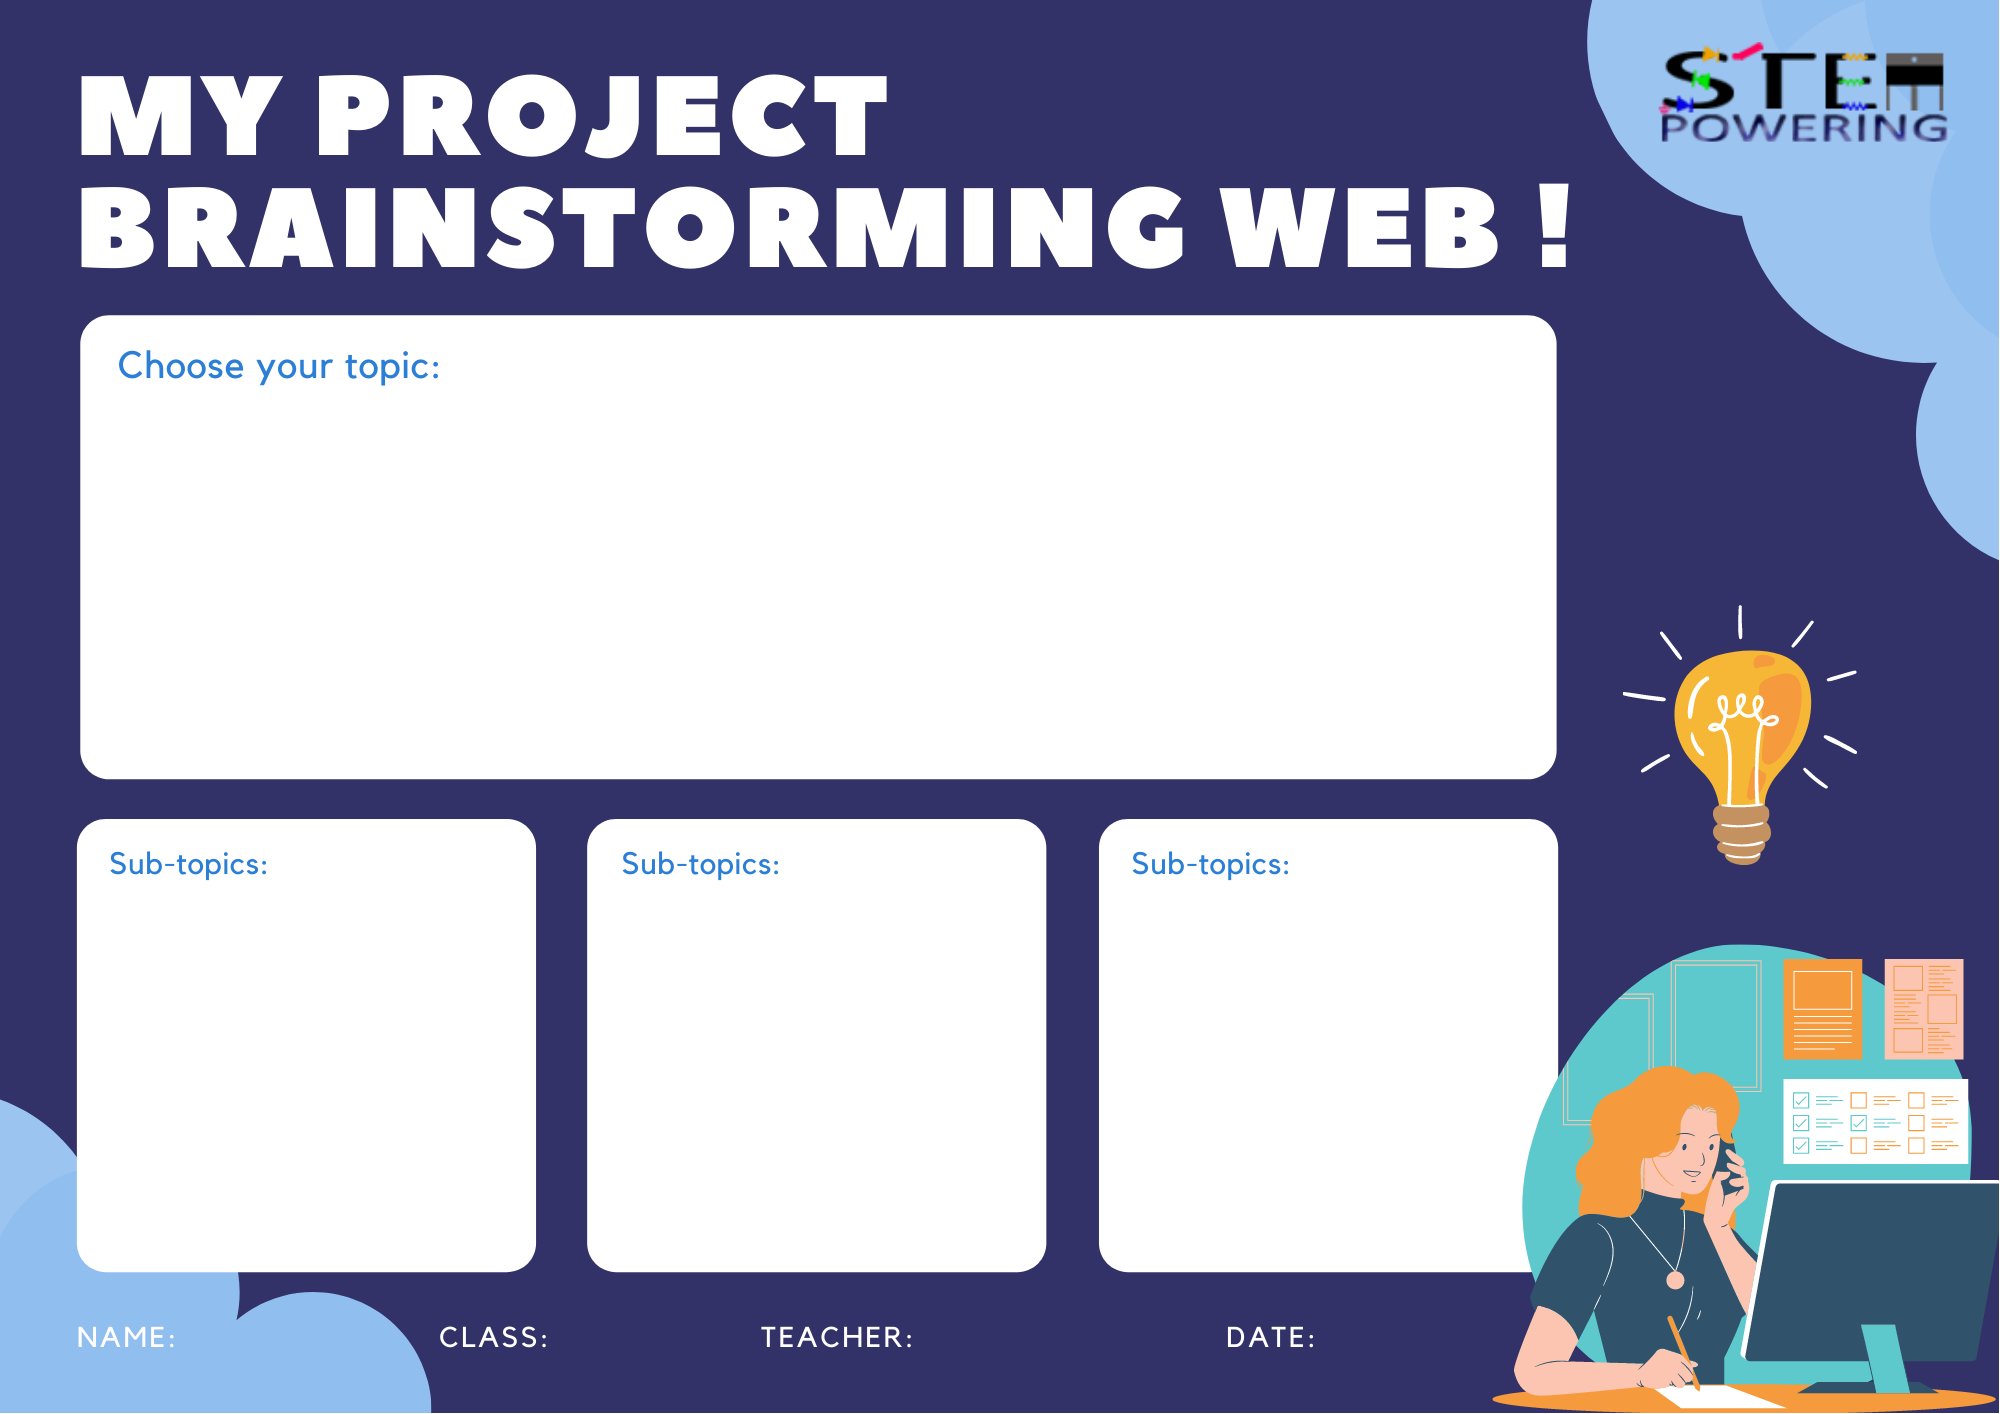 STEM
POWERING
MY PROJECT
BRAINSTORMING WEB !
Choose your topic:
Sub-topics:
Sub-topics:
Sub-topics:
NAME:
CLASS:
TEACHER:
DATE: